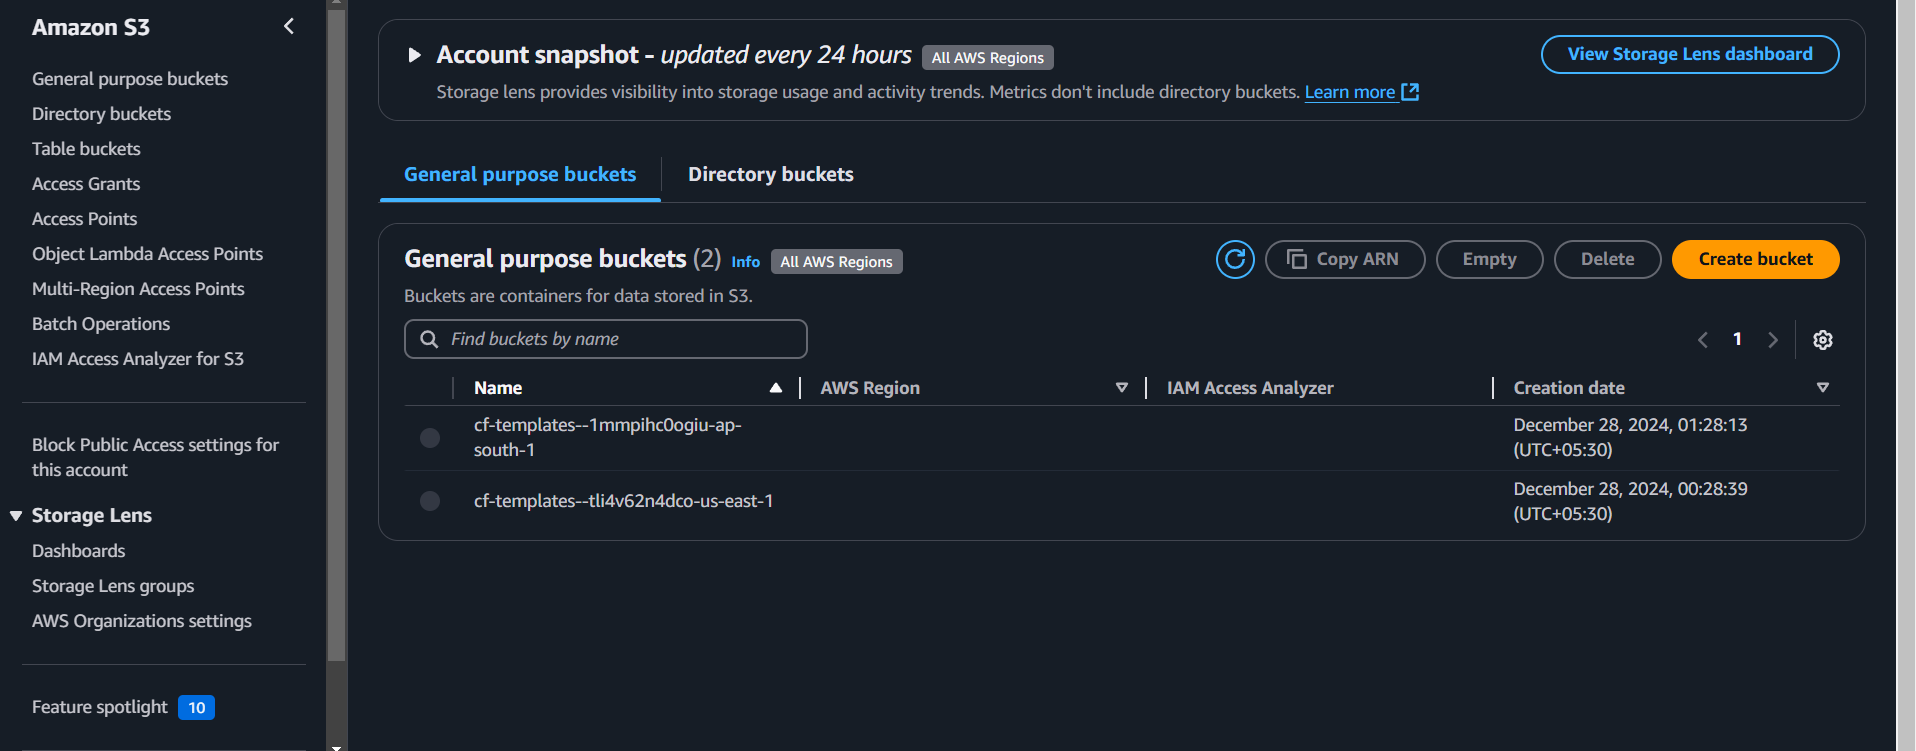 Amazon S3
General purpose buckets
Directory buckets
Table buckets
Access Grants
Access Points
Object Lambda Access Points
Multi-Region Access Points
Batch Operations
IAM Access Analyzer for S3
Block Public Access settings for
this account
Storage Lens
Dashboards
Storage Lens groups
AWS Organizations settings
Feature spotlight 10
Account snapshot - updated every 24 hours All AWS Regions
View Storage Lens dashboard
Storage lens provides visibility into storage usage and activity trends. Metrics don't include directory buckets. Learn more
General purpose buckets Directory buckets
General purpose buckets (2) Info All AWS Regions
Copy ARN Empty Delete Create bucket
Buckets are containers for data stored in S3.
Find buckets by name
1
Name AWS Region IAM Access Analyzer Creation date
cf-templates--1mmpihc0ogiu-ap-
south-1
December 28, 2024, 01:28:13
(UTC+05:30)
cf-templates--tli4v62n4dco-us-east-1
December 28, 2024, 00:28:39
(UTC+05:30)